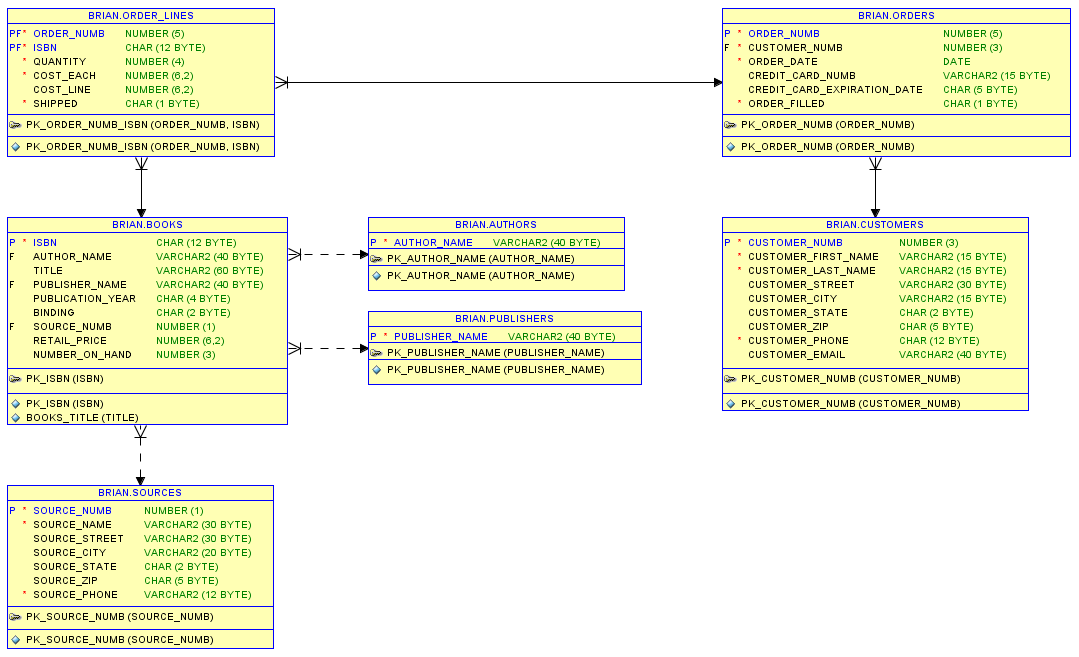 BRIAN.ORDER_LINES
PF* ORDER_NUMB NUMBER (5)
PF* ISBN CHAR (12 BYTE)
* QUANTITY NUMBER (4)
* COST_EACH NUMBER (6,2)
COST_LINE NUMBER (6,2)
* SHIPPED CHAR (1 BYTE)
PK_ORDER_NUMB_ISBN (ORDER_NUMB, ISBN)
PK_ORDER_NUMB_ISBN (ORDER_NUMB, ISBN)
BRIAN.ORDERS
P * ORDER_NUMB NUMBER (5)
F * CUSTOMER_NUMB NUMBER (3)
* ORDER_DATE DATE
CREDIT_CARD_NUMB VARCHAR2 (15 BYTE)
CREDIT_CARD_EXPIRATION_DATE CHAR (5 BYTE)
* ORDER_FILLED CHAR (1 BYTE)
PK_ORDER_NUMB (ORDER_NUMB)
PK_ORDER_NUMB (ORDER_NUMB)
BRIAN.BOOKS
P * ISBN CHAR (12 BYTE)
F AUTHOR_NAME VARCHAR2 (40 BYTE)
TITLE VARCHAR2 (60 BYTE)
F PUBLISHER_NAME VARCHAR2 (40 BYTE)
PUBLICATION_YEAR CHAR (4 BYTE)
BINDING CHAR (2 BYTE)
F SOURCE_NUMB NUMBER (1)
RETAIL_PRICE NUMBER (6,2)
NUMBER_ON_HAND NUMBER (3)
PK_ISBN (ISBN)
PK_ISBN (ISBN)
BOOKS_TITLE (TITLE)
BRIAN.AUTHORS
P * AUTHOR_NAME VARCHAR2 (40 BYTE)
PK_AUTHOR_NAME (AUTHOR_NAME)
PK_AUTHOR_NAME (AUTHOR_NAME)
BRIAN.PUBLISHERS
P * PUBLISHER_NAME VARCHAR2 (40 BYTE)
PK_PUBLISHER_NAME (PUBLISHER_NAME)
PK_PUBLISHER_NAME (PUBLISHER_NAME)
BRIAN.CUSTOMERS
P * CUSTOMER_NUMB NUMBER (3)
* CUSTOMER_FIRST_NAME VARCHAR2 (15 BYTE)
* CUSTOMER_LAST_NAME VARCHAR2 (15 BYTE)
CUSTOMER_STREET VARCHAR2 (30 BYTE)
CUSTOMER_CITY VARCHAR2 (15 BYTE)
CUSTOMER_STATE CHAR (2 BYTE)
CUSTOMER_ZIP CHAR (5 BYTE)
* CUSTOMER_PHONE CHAR (12 BYTE)
CUSTOMER_EMAIL VARCHAR2 (40 BYTE)
PK_CUSTOMER_NUMB (CUSTOMER_NUMB)
PK_CUSTOMER_NUMB (CUSTOMER_NUMB)
BRIAN.SOURCES
P * SOURCE_NUMB NUMBER (1)
* SOURCE_NAME VARCHAR2 (30 BYTE)
SOURCE_STREET VARCHAR2 (30 BYTE)
SOURCE_CITY VARCHAR2 (20 BYTE)
SOURCE_STATE CHAR (2 BYTE)
SOURCE_ZIP CHAR (5 BYTE)
* SOURCE_PHONE VARCHAR2 (12 BYTE)
PK_SOURCE_NUMB (SOURCE_NUMB)
PK_SOURCE_NUMB (SOURCE_NUMB)